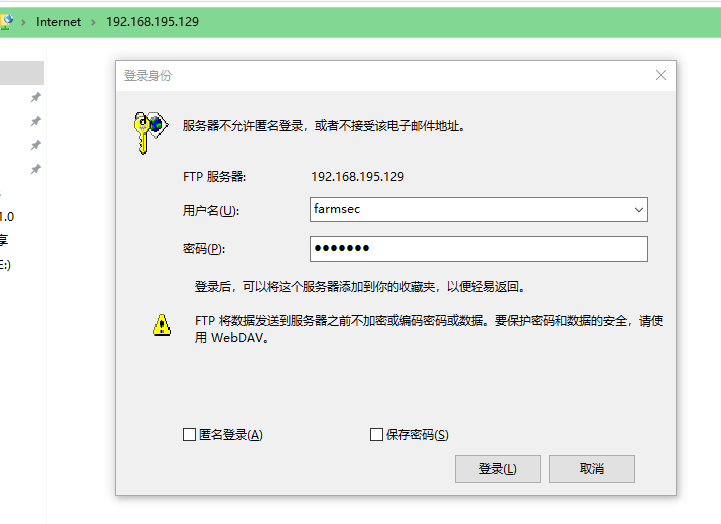 Internet > 192.168.195.129
登录身份
服务器不允许匿名登录，或者不接受该电子邮件地址。
FTP 服务器: 192.168.195.129
用户名(U): farmsec
密码(P): ●●●●●●●
登录后，可以将这个服务器添加到你的收藏夹，以便轻易返回。
1.0
享
E:)
FTP 将数据发送到服务器之前不加密或编码密码或数据。要保护密码和数据的安全，请使
用 WebDAV。
匿名登录(A) 保存密码(S)
登录(L) 取消